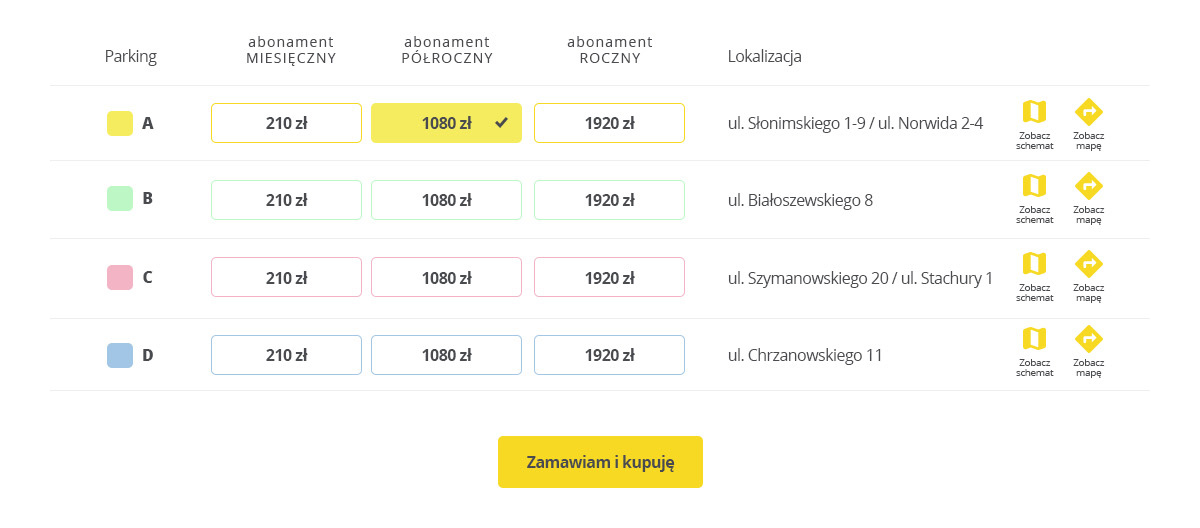 Parking
abonament
MIESIĘCZNY
abonament
PÓŁROCZNY
abonament
ROCZNY
Lokalizacja
A
210 zł
1080 zł
1920 zł
ul. Słonimskiego 1-9 / ul. Norwida 2-4
Zobacz
schemat
Zobacz
mapę
B
210 zł
1080 zł
1920 zł
ul. Białoszewskiego 8
Zobacz
schemat
Zobacz
mapę
C
210 zł
1080 zł
1920 zł
ul. Szymanowskiego 20 / ul. Stachury 1
Zobacz
schemat
Zobacz
mapę
D
210 zł
1080 zł
1920 zł
ul. Chrzanowskiego 11
Zobacz
schemat
Zobacz
mapę
Zamawiam i kupuję